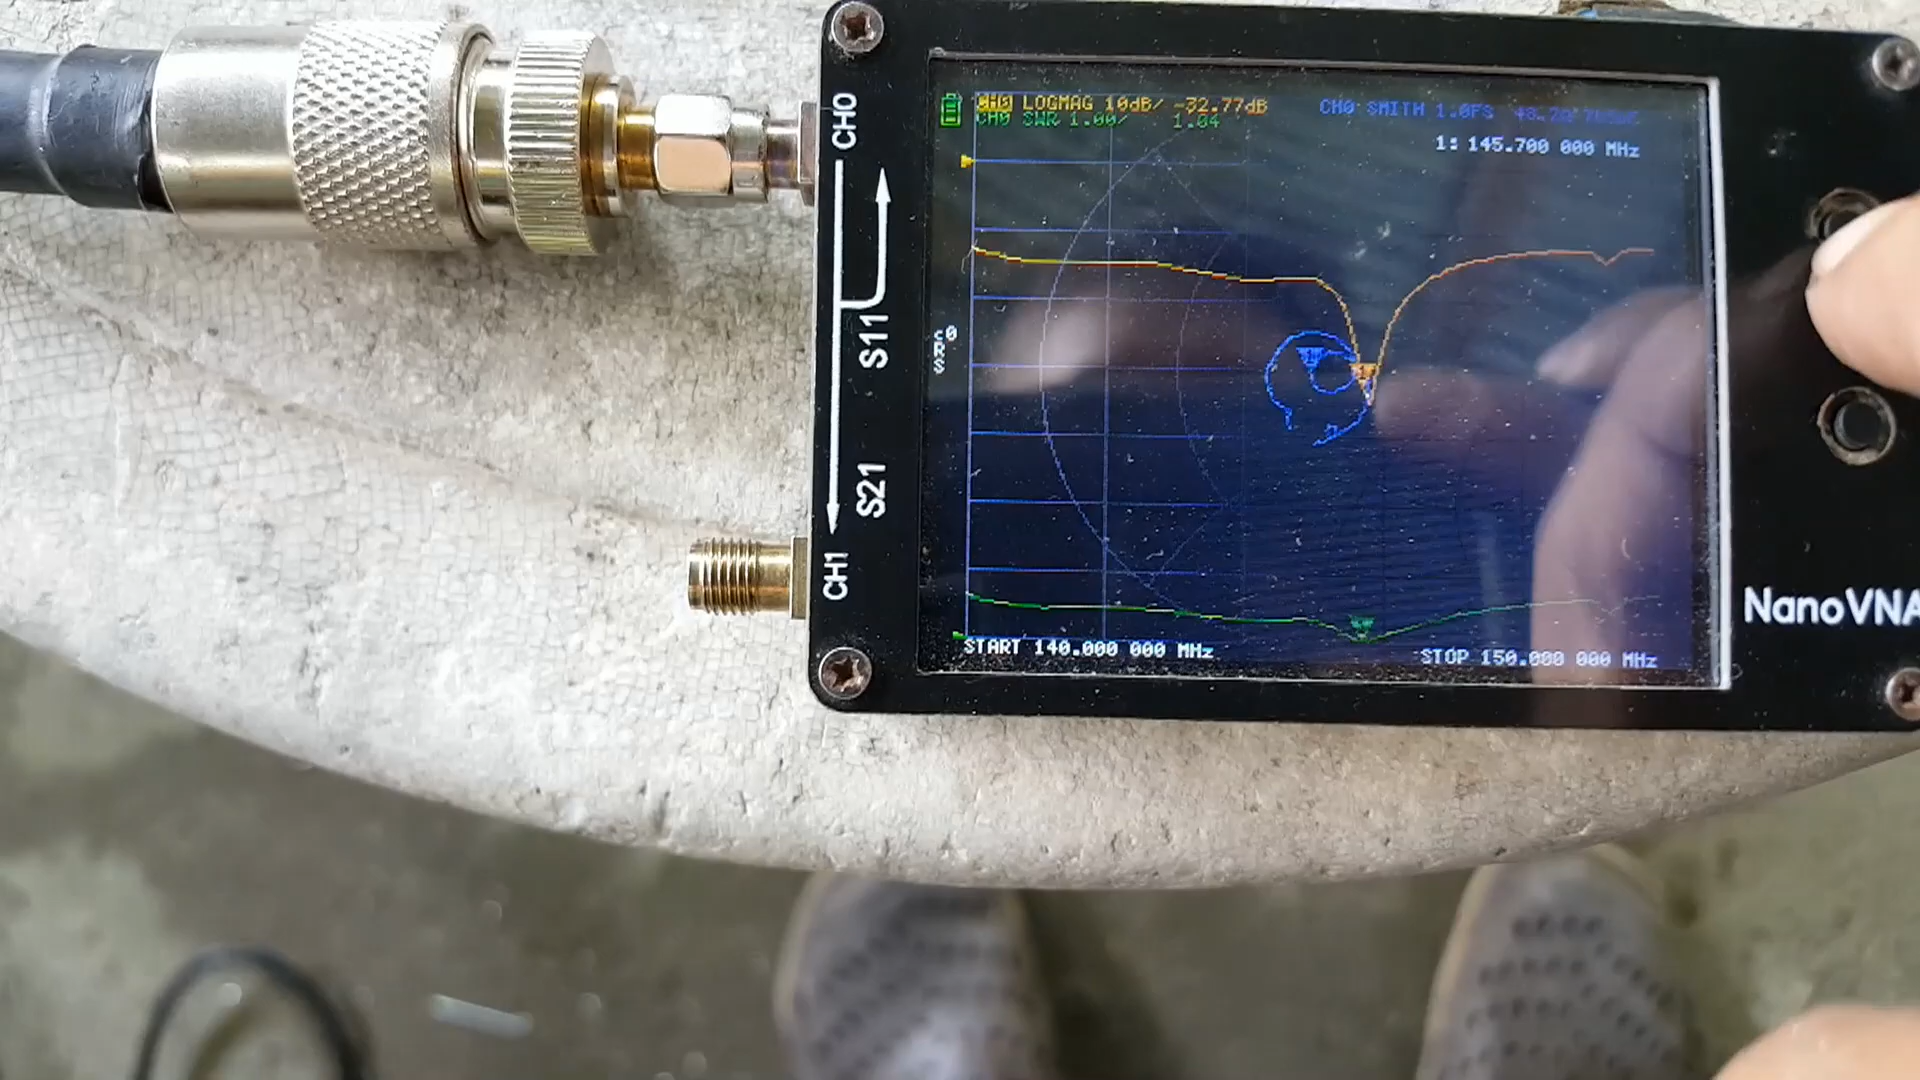 CH0 LOGMAG 10dB/ -32.77dB
CH0 SWR 1.00/ 1.04
CH0 SMITH 1.0FS
1: 145.700 000 MHz
START 140.000 000 MHz
STOP 150.000 000 MHz
CH0
S11
S21
CH1
NanoVNA